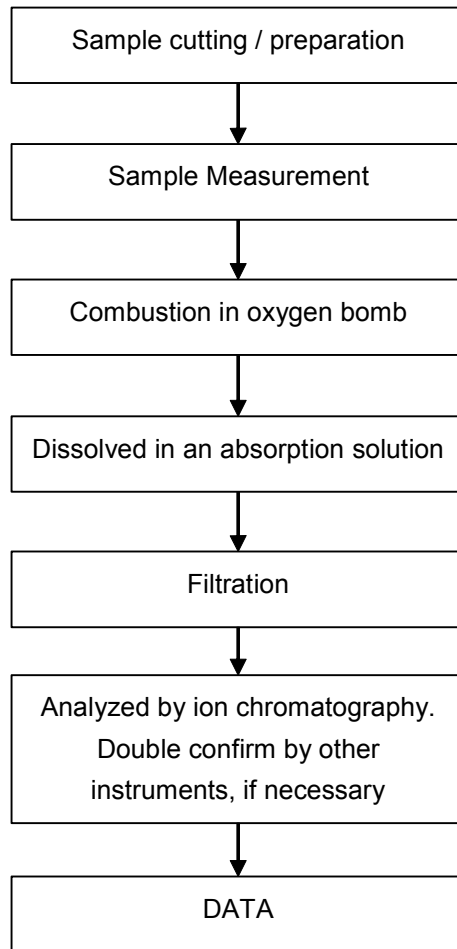 Sample cutting / preparation
Sample Measurement
Combustion in oxygen bomb
Dissolved in an absorption solution
Filtration
Analyzed by ion chromatography.
Double confirm by other
instruments, if necessary
DATA